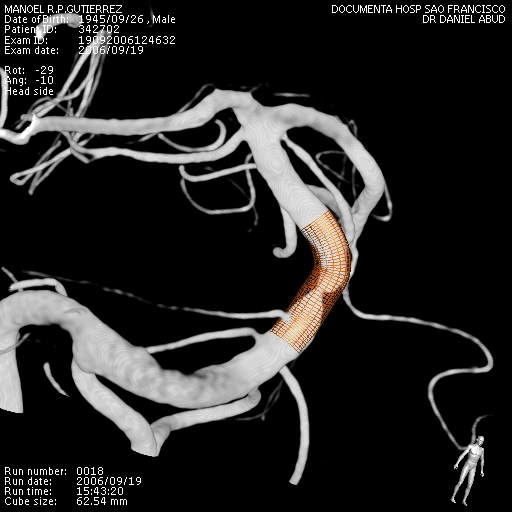 MANOEL R.P.GUTIERREZ
Date of Birth: 1945/09/26 , Male
Patient ID: 342702
Exam ID: 19092006124632
Exam date: 2006/09/19
Rot: -29
Ang: -10
Head side
DOCUMENTA HOSP SAO FRANCISCO
DR DANIEL ABUD
Run number: 0018
Run date: 2006/09/19
Run time: 15:43:20
Cube size: 62.54 mm